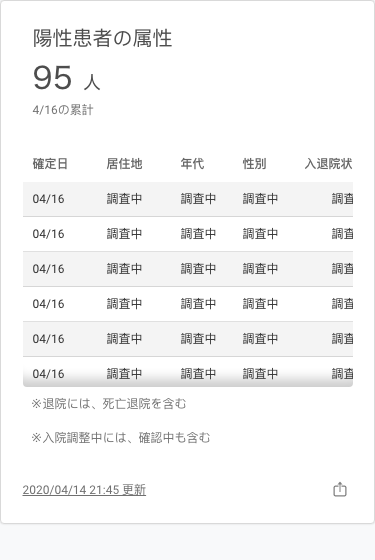 陽性患者の属性
95 人
4/16の累計
確定日 居住地 年代 性別 入退院状
04/16 調査中 調査中 調査中 調査
04/16 調査中 調査中 調査中 調査
04/16 調査中 調査中 調査中 調査
04/16 調査中 調査中 調査中 調査
04/16 調査中 調査中 調査中 調査
04/16 調査中 調査中 調査中 調査
※退院には、死亡退院を含む
※入院調整中には、確認中も含む
2020/04/14 21:45 更新